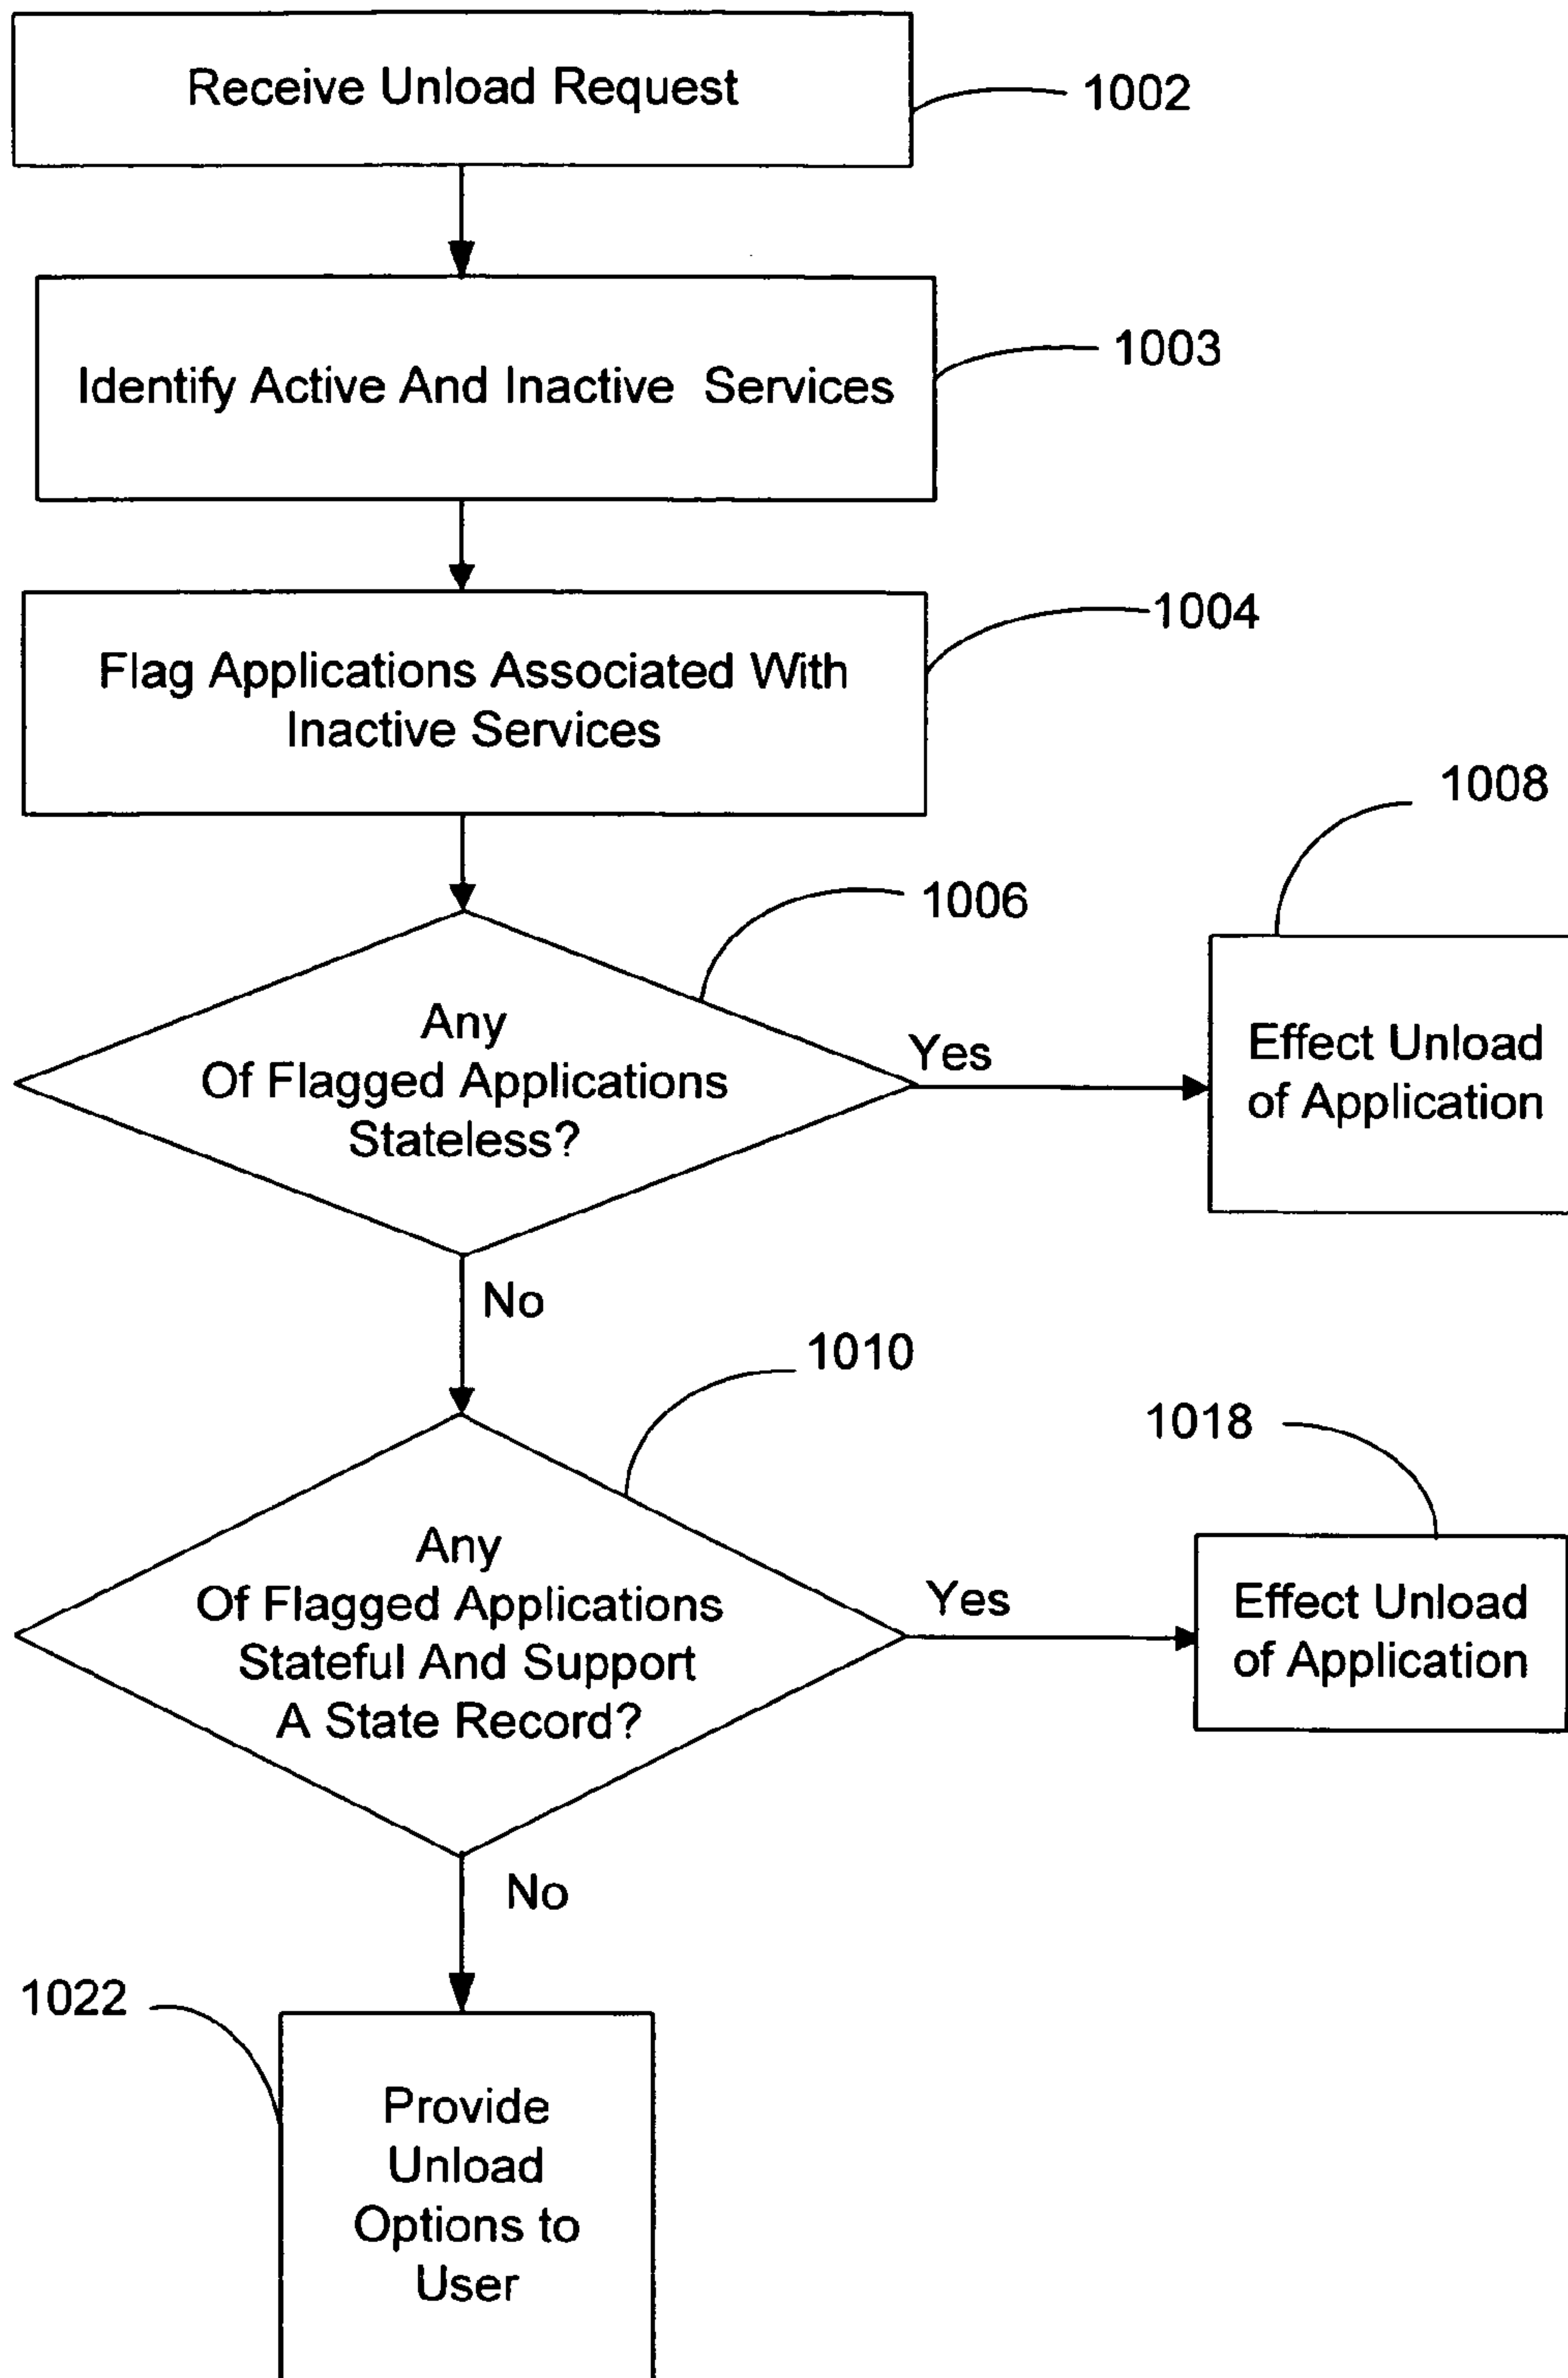 Receive Unload Request
1002
Identify Active And Inactive Services
1003
Flag Applications Associated With
Inactive Services
1004
Any
Of Flagged Applications
Stateless?
1006
Yes
Effect Unload
of Application
1008
No
Any
Of Flagged Applications
Stateful And Support
A State Record?
1010
Yes
Effect Unload
of Application
1018
No
Provide
Unload
Options to
User
1022